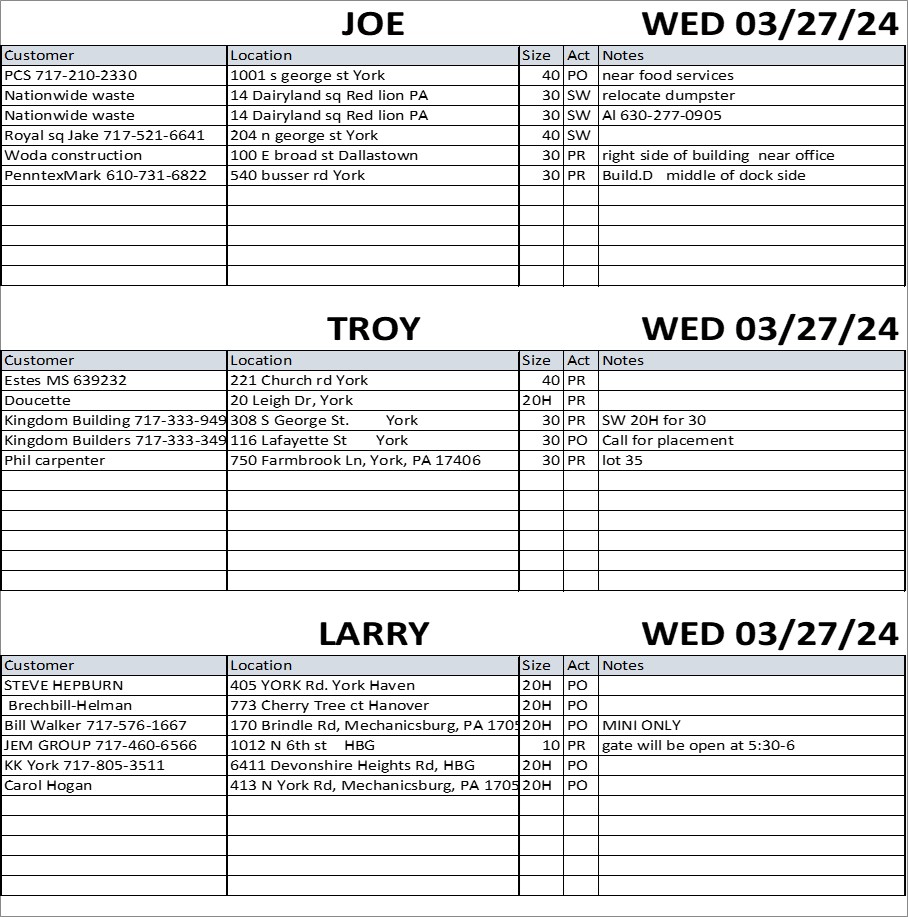 JOE WED 03/27/24
Customer Location Size Act Notes
PCS 717-210-2330 1001 s george st York 40 PO near food services
Nationwide waste 14 Dairyland sq Red lion PA 30 SW relocate dumpster
Nationwide waste 14 Dairyland sq Red lion PA 30 SW Al 630-277-0905
Royal sq Jake 717-521-6641 204 n george st York 40 SW
Woda construction 100 E broad st Dallastown 30 PR right side of building near office
PenntexMark 610-731-6822 540 busser rd York 30 PR Build.D middle of dock side
TROY WED 03/27/24
Customer Location Size Act Notes
Estes MS 639232 221 Church rd York 40 PR
Doucette 20 Leigh Dr, York 20H PR
Kingdom Building 717-333-949 308 S George St. York 30 PR SW 20H for 30
Kingdom Builders 717-333-349 116 Lafayette St York 30 PO Call for placement
Phil carpenter 750 Farmbrook Ln, York, PA 17406 30 PR lot 35
LARRY WED 03/27/24
Customer Location Size Act Notes
STEVE HEPBURN 405 YORK Rd. York Haven 20H PO
Brechbill-Helman 773 Cherry Tree ct Hanover 20H PO
Bill Walker 717-576-1667 170 Brindle Rd, Mechanicsburg, PA 1705 20H PO MINI ONLY
JEM GROUP 717-460-6566 1012 N 6th st HBG 10 PR gate will be open at 5:30-6
KK York 717-805-3511 6411 Devonshire Heights Rd, HBG 20H PO
Carol Hogan 413 N York Rd, Mechanicsburg, PA 1705 20H PO